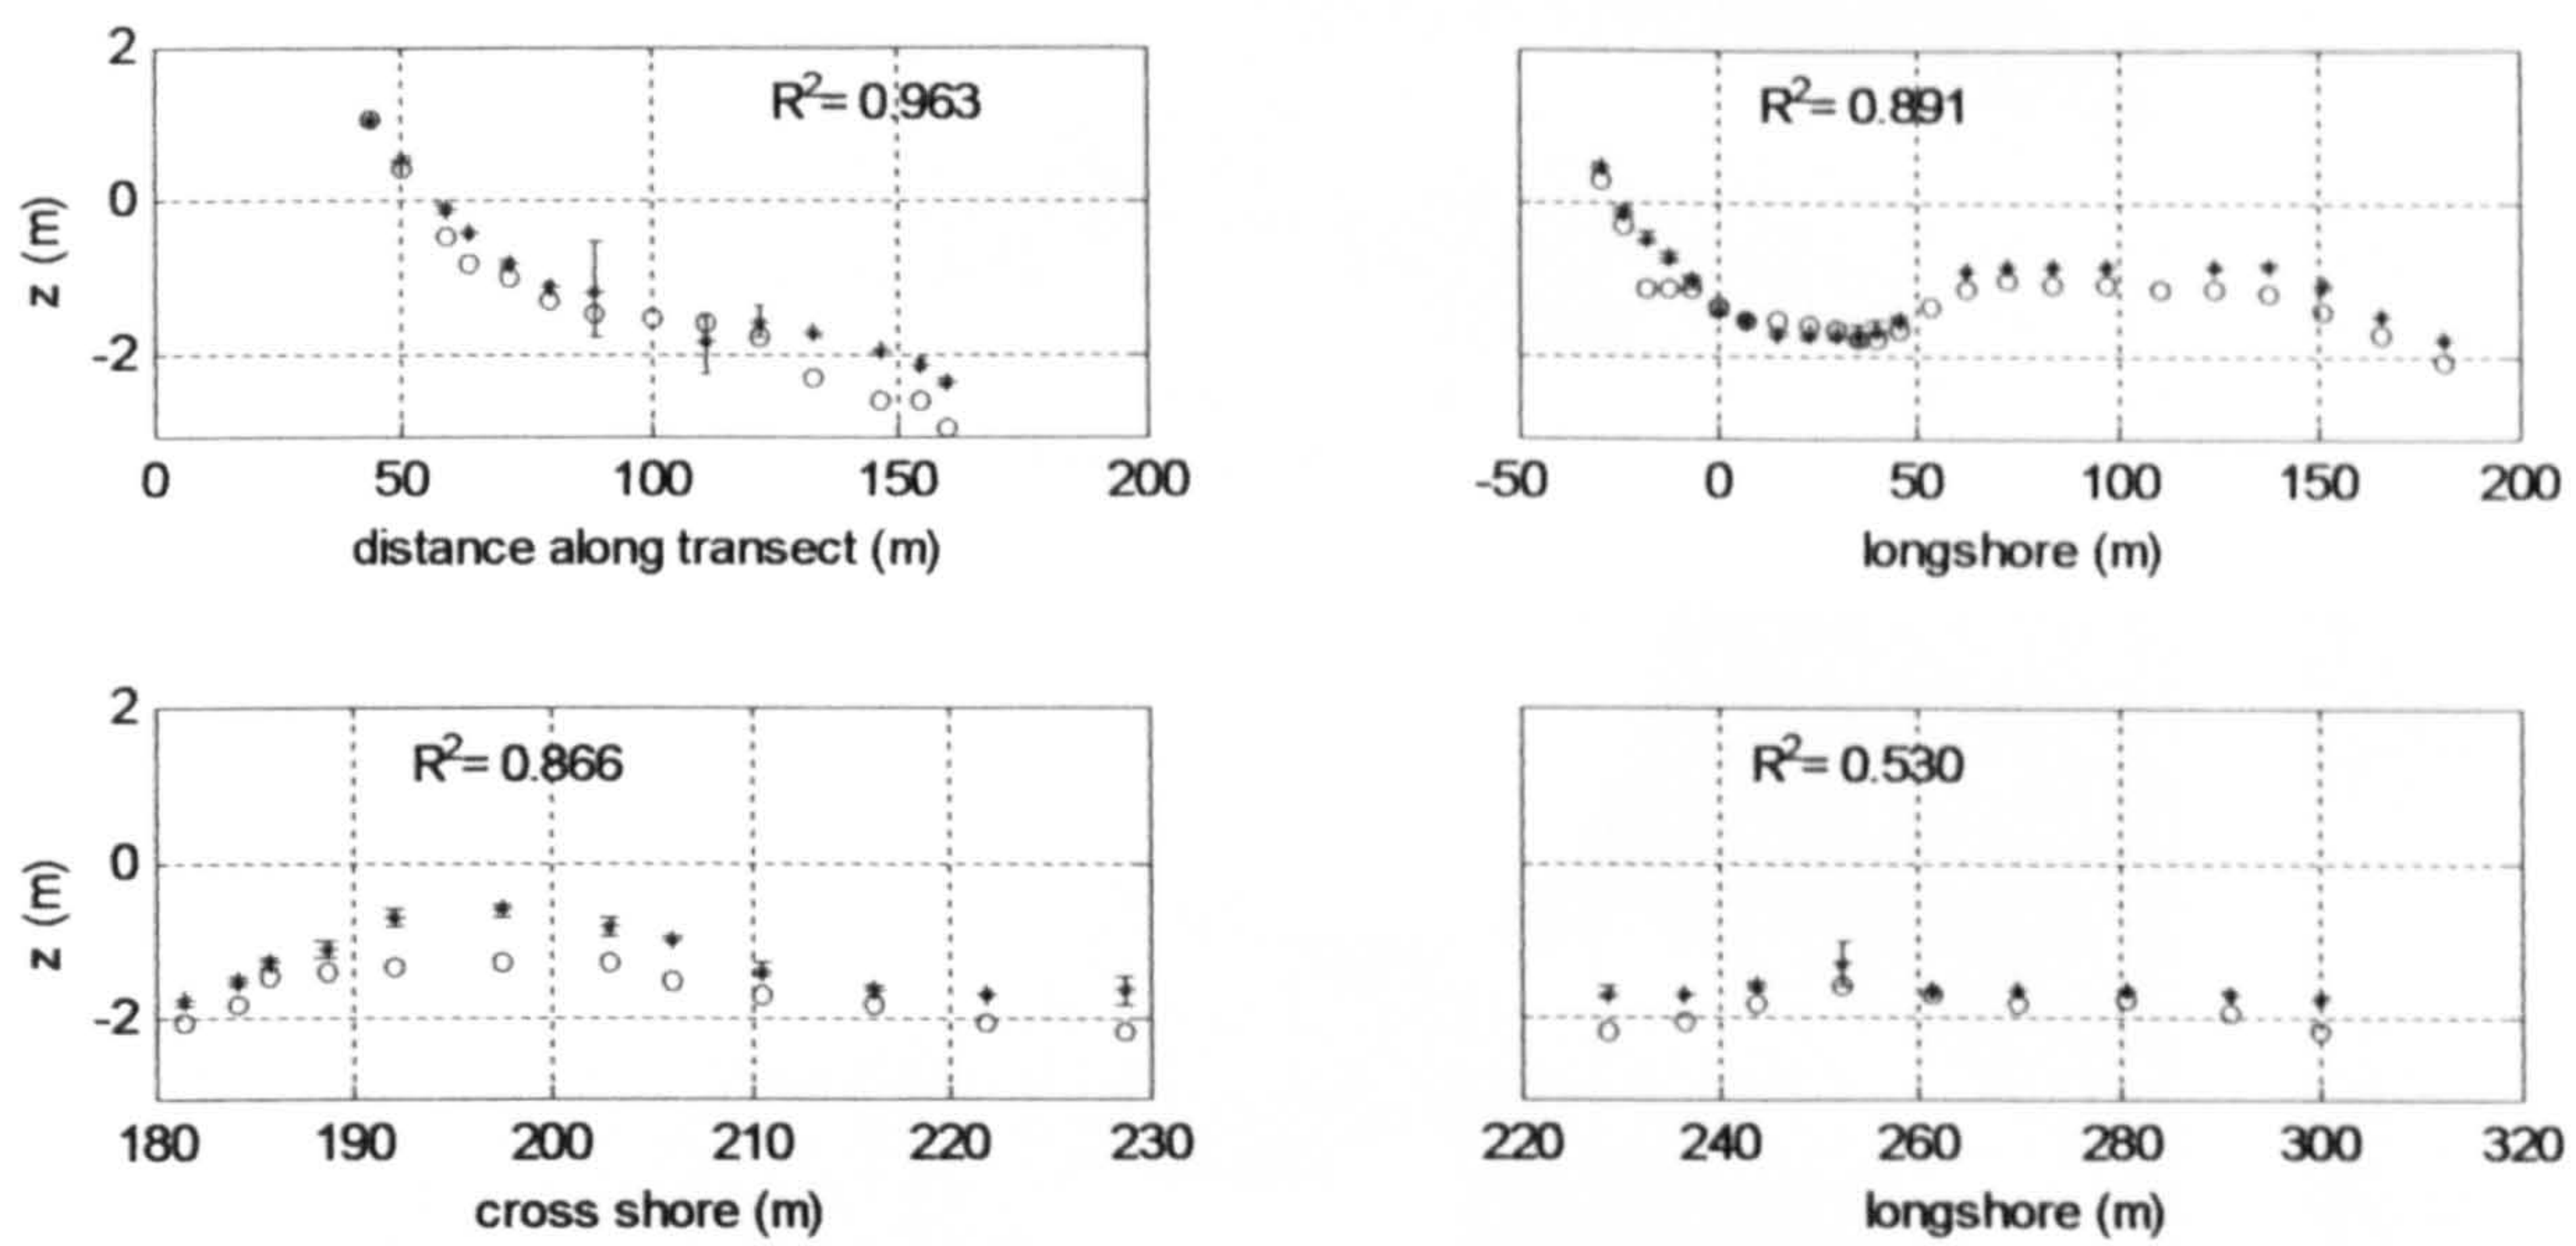 2
R²= 0.963
0
z (m)
-2
0 50 100 150 200
distance along transect (m)
R²= 0.891
-50 0 50 100 150 200
longshore (m)
2
R²= 0.866
0
z (m)
-2
180 190 200 210 220 230
cross shore (m)
R²= 0.530
220 240 260 280 300 320
longshore (m)